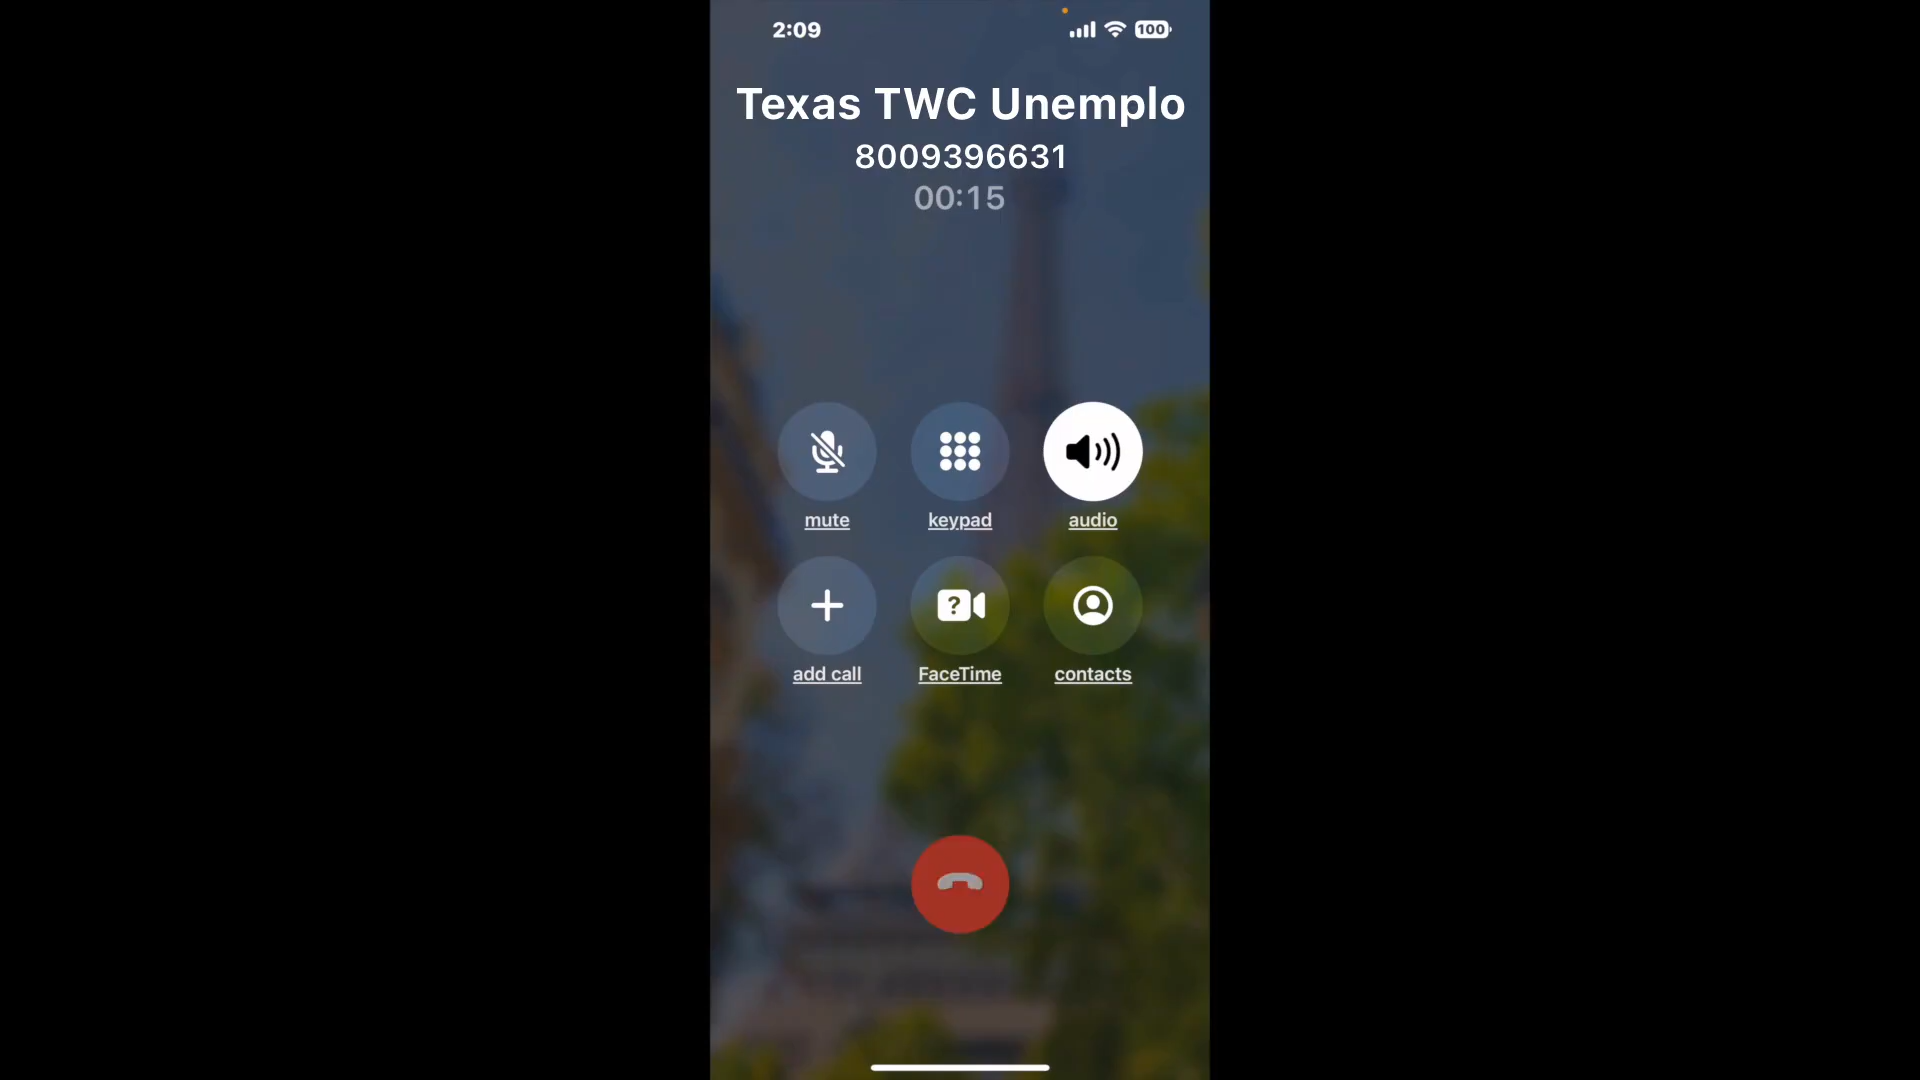 2:09
100
Texas TWC Unemplo
8009396631
00:15
mute
keypad
audio
?
add call
FaceTime
contacts